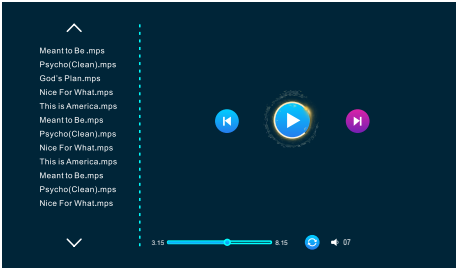 Meant to Be .mps
Psycho(Clean).mps
God's Plan.mps
Nice For What.mps
This is America.mps
Meant to Be.mps
Psycho(Clean).mps
Nice For What.mps
This is America.mps
Meant to Be.mps
Psycho(Clean).mps
Nice For What.mps
3.15 8.15 07